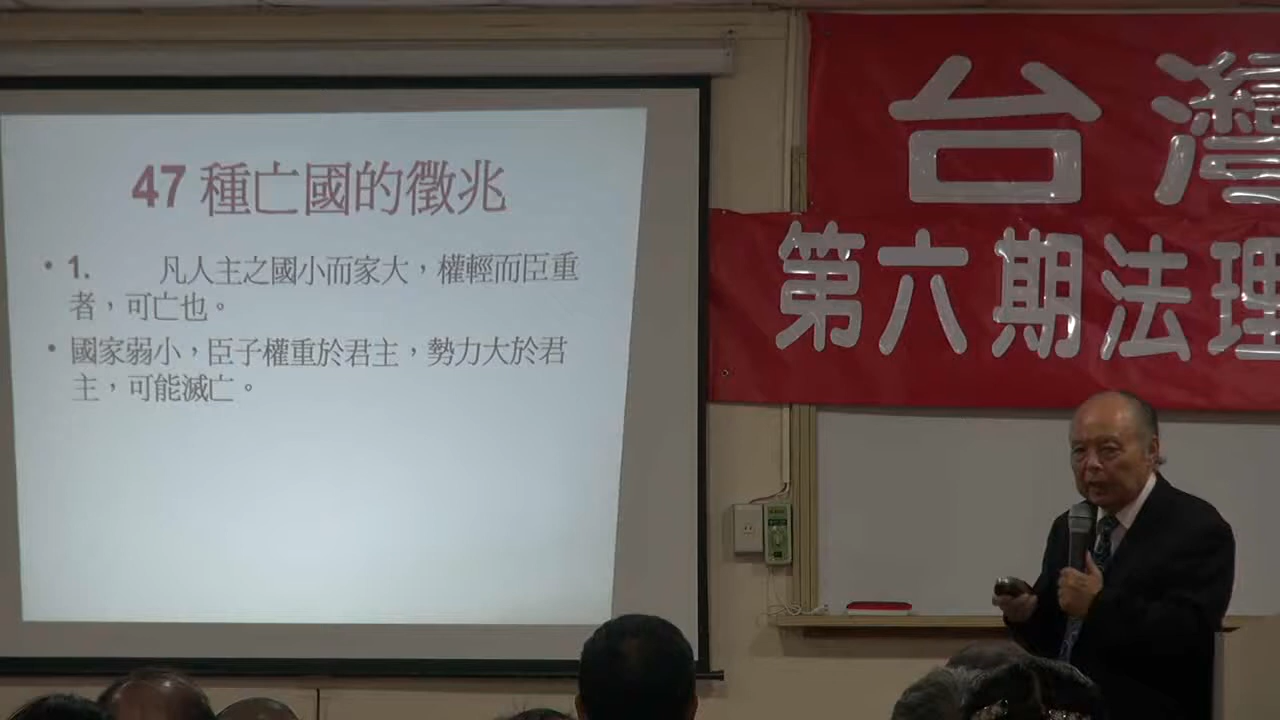 47 種亡國的徵兆
• 1. 凡人主之國小而家大，權輕而臣重
者，可亡也。
• 國家弱小，臣子權重於君主，勢力大於君
主，可能滅亡。
台灣
第六期法理